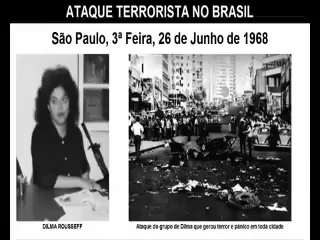 ATAQUE TERRORISTA NO BRASIL
São Paulo, 3ª Feira, 26 de Junho de 1968
DILMA ROUSSEFF
Ataque do grupo de Dilma que gerou terror e pânico em toda cidade